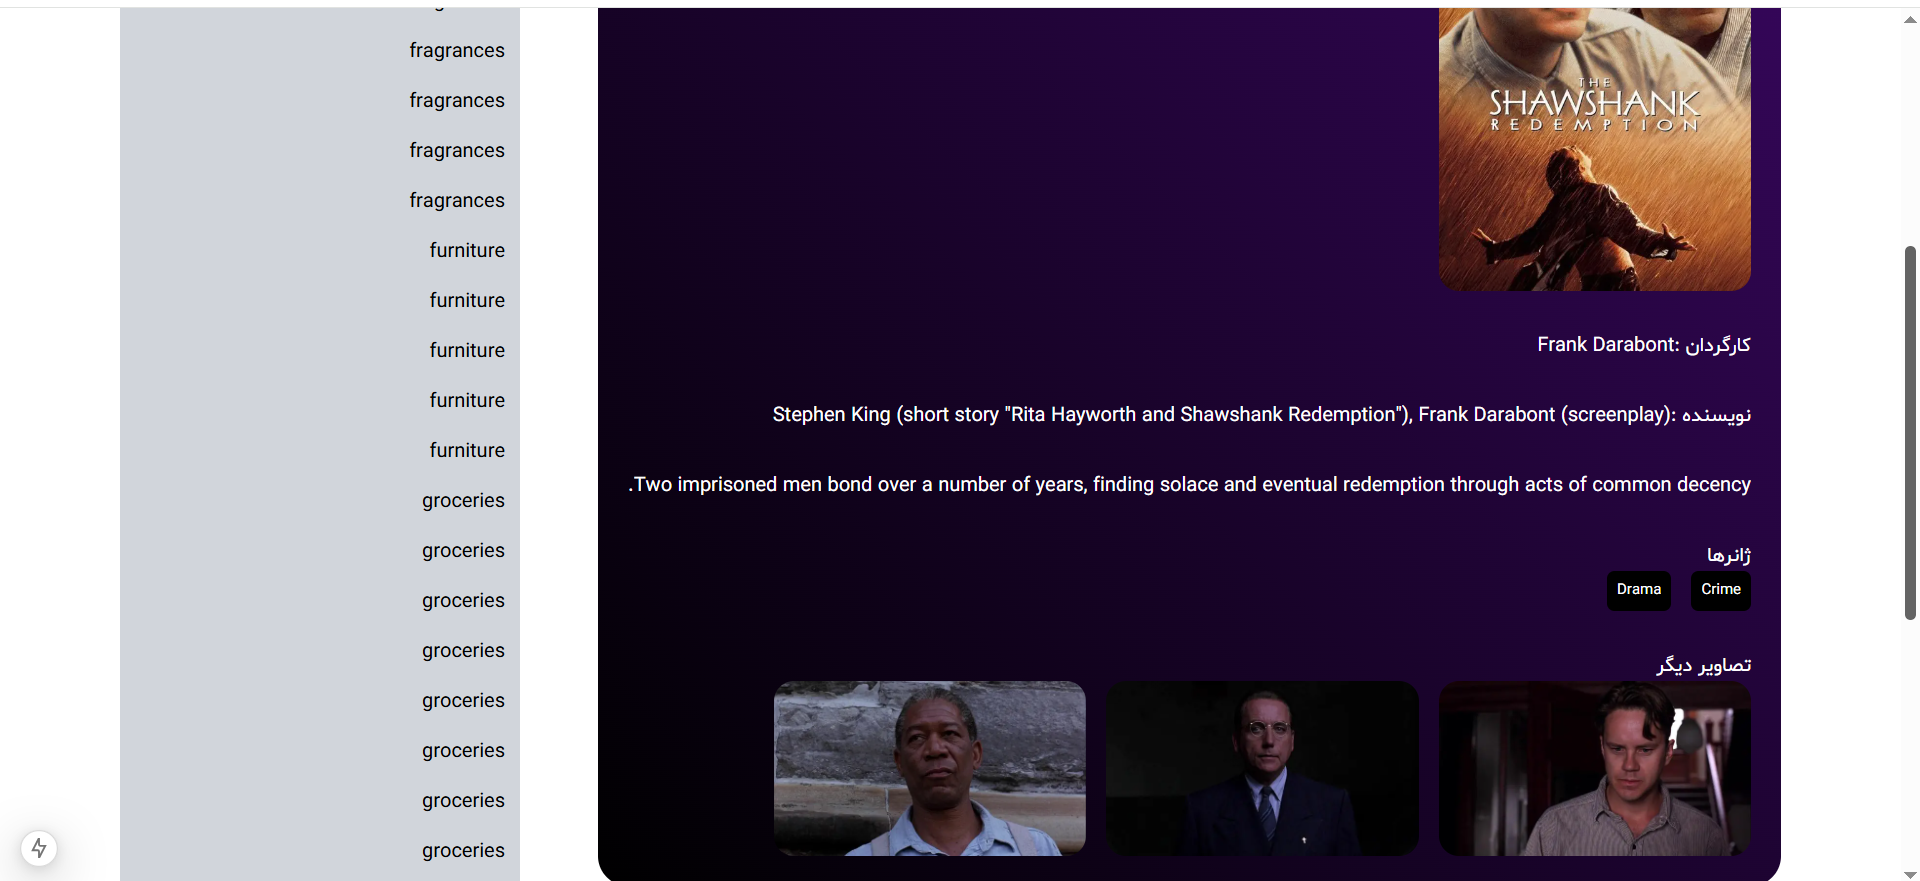 fragrances
fragrances
fragrances
fragrances
furniture
furniture
furniture
furniture
furniture
groceries
groceries
groceries
groceries
groceries
groceries
groceries
groceries
THE
SHAWSHANK
REDEMPTION
کارگردان :Frank Darabont
نویسنده :Stephen King (short story "Rita Hayworth and Shawshank Redemption"), Frank Darabont (screenplay)
Two imprisoned men bond over a number of years, finding solace and eventual redemption through acts of common decency.
ژانرها
Crime
Drama
تصاویر دیگر